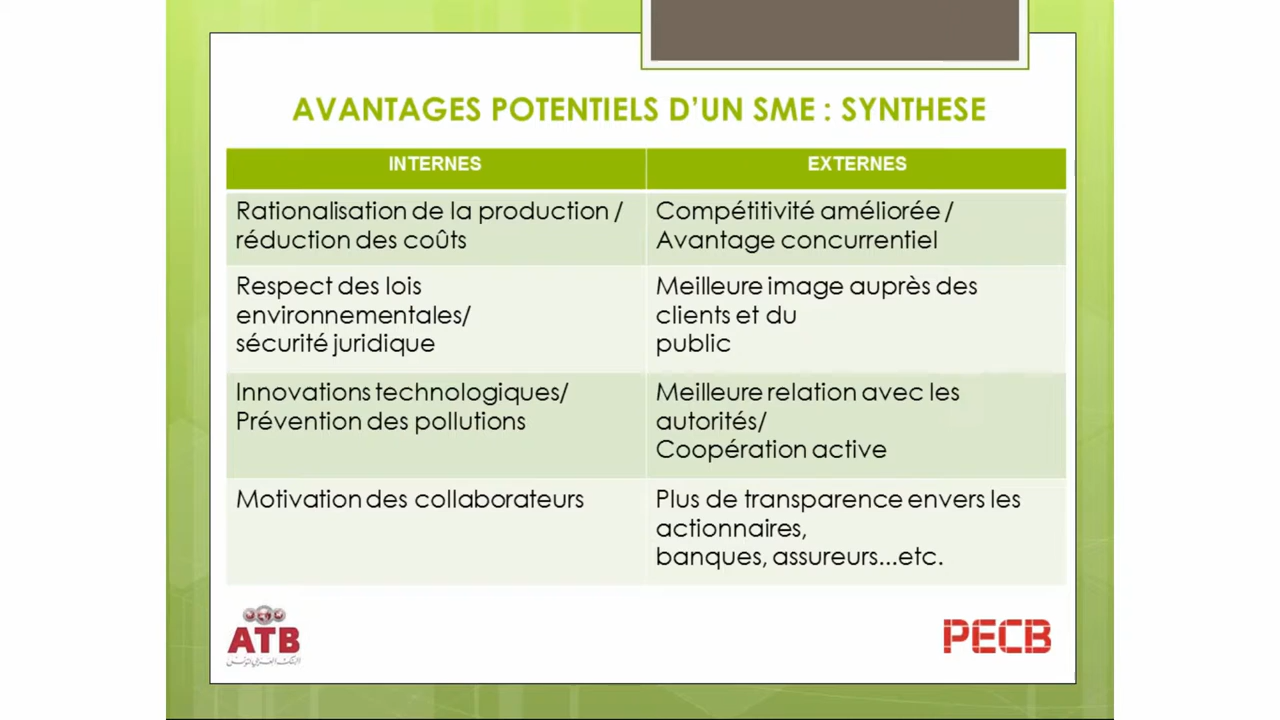 AVANTAGES POTENTIELS D'UN SME : SYNTHESE
INTERNES
EXTERNES
Rationalisation de la production /
réduction des coûts
Compétitivité améliorée /
Avantage concurrentiel
Respect des lois
environnementales/
sécurité juridique
Meilleure image auprès des
clients et du
public
Innovations technologiques/
Prévention des pollutions
Meilleure relation avec les
autorités/
Coopération active
Motivation des collaborateurs
Plus de transparence envers les
actionnaires,
banques, assureurs...etc.
ATB
PECB